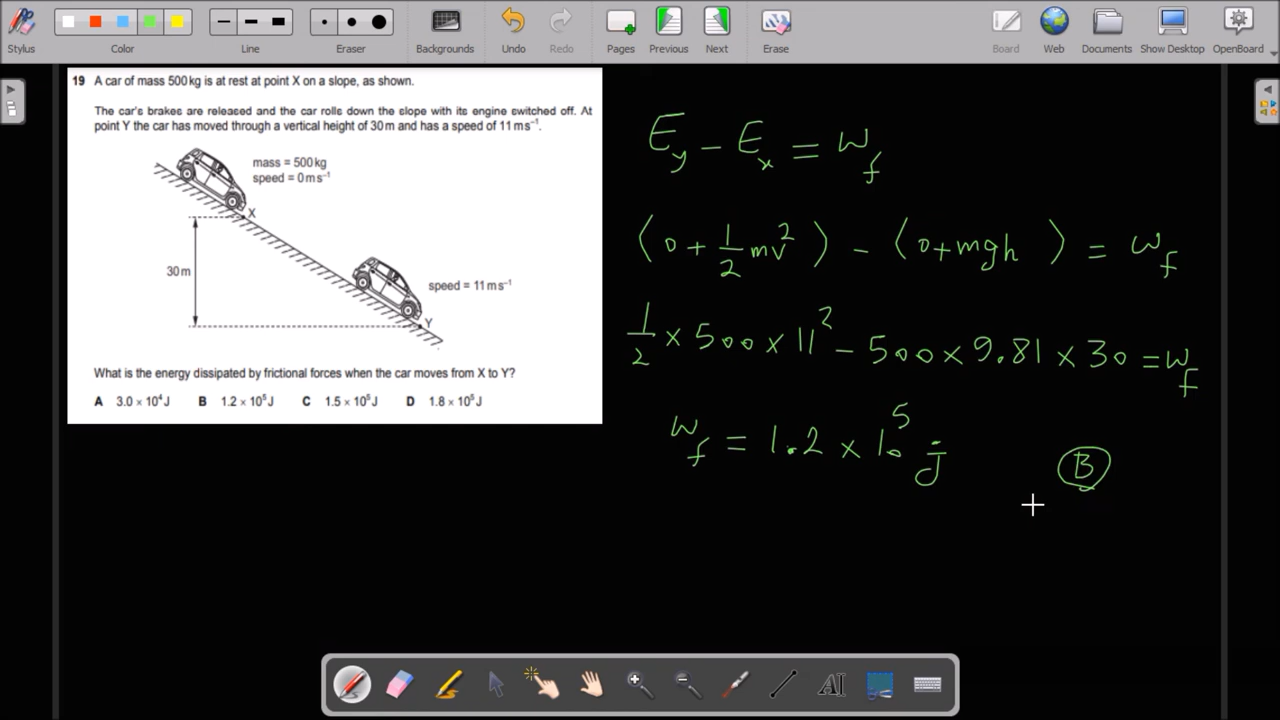 Stylus
Color
Line
Eraser
Backgrounds
Undo
Redo
Pages
Previous
Next
Erase
Board
Web
Documents
Show Desktop
OpenBoard
19 A car of mass 500 kg is at rest at point X on a slope, as shown.
The car's brakes are released and the car rolls down the slope with its engine switched off. At
point Y the car has moved through a vertical height of 30 m and has a speed of 11 m s⁻¹.
mass = 500 kg
speed = 0 m s⁻¹
X
30 m
speed = 11 m s⁻¹
Y
What is the energy dissipated by frictional forces when the car moves from X to Y?
A 3.0 × 10⁴ J B 1.2 × 10⁵ J C 1.5 × 10⁵ J D 1.8 × 10⁵ J
E_y − E_x = W_f
(0 + 1/2 mv²) − (0 + mgh) = W_f
1/2 × 500 × 11² − 500 × 9.81 × 30 = W_f
W_f = 1.2 × 10⁵ J
B
AI